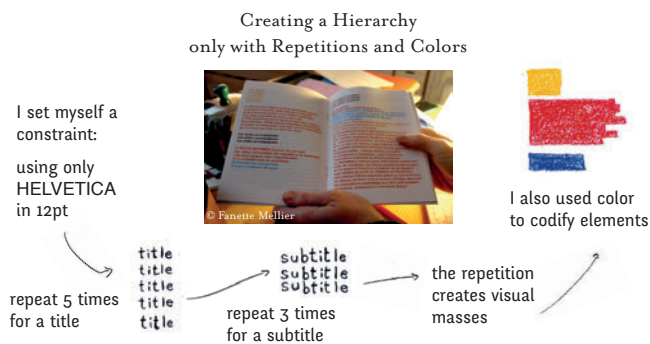 Creating a Hierarchy
only with Repetitions and Colors
I set myself a
constraint:
using only
HELVETICA
in 12pt
© Fanette Mellier
repeat 5 times
for a title
title
title
title
title
title
subtitle
subtitle
subtitle
repeat 3 times
for a subtitle
the repetition
creates visual
masses
I also used color
to codify elements